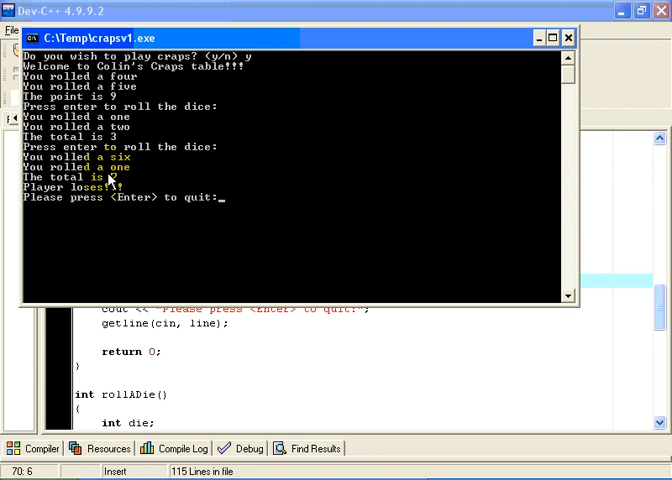 Dev-C++ 4.9.9.2
C:\Temp\crapsv1.exe
Do you wish to play craps? (y/n) y
Welcome to Colin's Craps table!!!
You rolled a four
You rolled a five
The point is 9
Press enter to roll the dice:
You rolled a one
You rolled a two
The total is 3
Press enter to roll the dice:
You rolled a six
You rolled a one
The total is 7
Player loses!!!
Please press <Enter> to quit:_
cout << "Please press <Enter> to quit:";
getline(cin, line);
return 0;
}
int rollADie()
{
int die;
Compiler Resources Compile Log Debug Find Results
70: 6 Insert 115 Lines in file